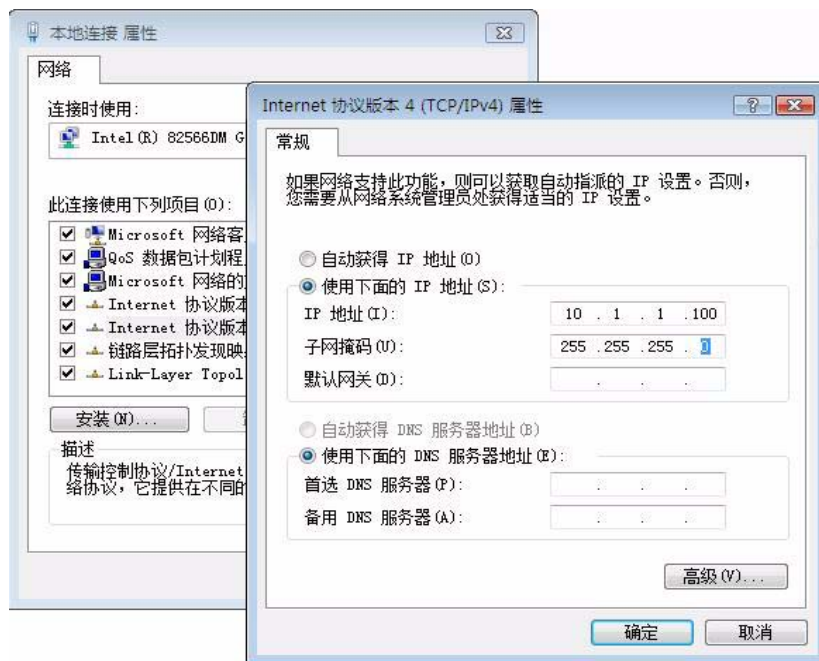 本地连接 属性
网络
连接时使用:
Intel(R) 82566DM G
此连接使用下列项目(O):
Microsoft 网络客
QoS 数据包计划程
Microsoft 网络的
Internet 协议版本
Internet 协议版本
链路层拓扑发现映
Link-Layer Topol
安装(N)...
描述
传输控制协议/Internet
络协议，它提供在不同的
Internet 协议版本 4 (TCP/IPv4) 属性
常规
如果网络支持此功能，则可以获取自动指派的 IP 设置。否则，
您需要从网络系统管理员处获得适当的 IP 设置。
自动获得 IP 地址(O)
使用下面的 IP 地址(S):
IP 地址(I): 10 . 1 . 1 .100
子网掩码(U): 255 .255 .255 . 0
默认网关(D): . . .
自动获得 DNS 服务器地址(B)
使用下面的 DNS 服务器地址(E):
首选 DNS 服务器(P): . . .
备用 DNS 服务器(A): . . .
高级(V)...
确定 取消